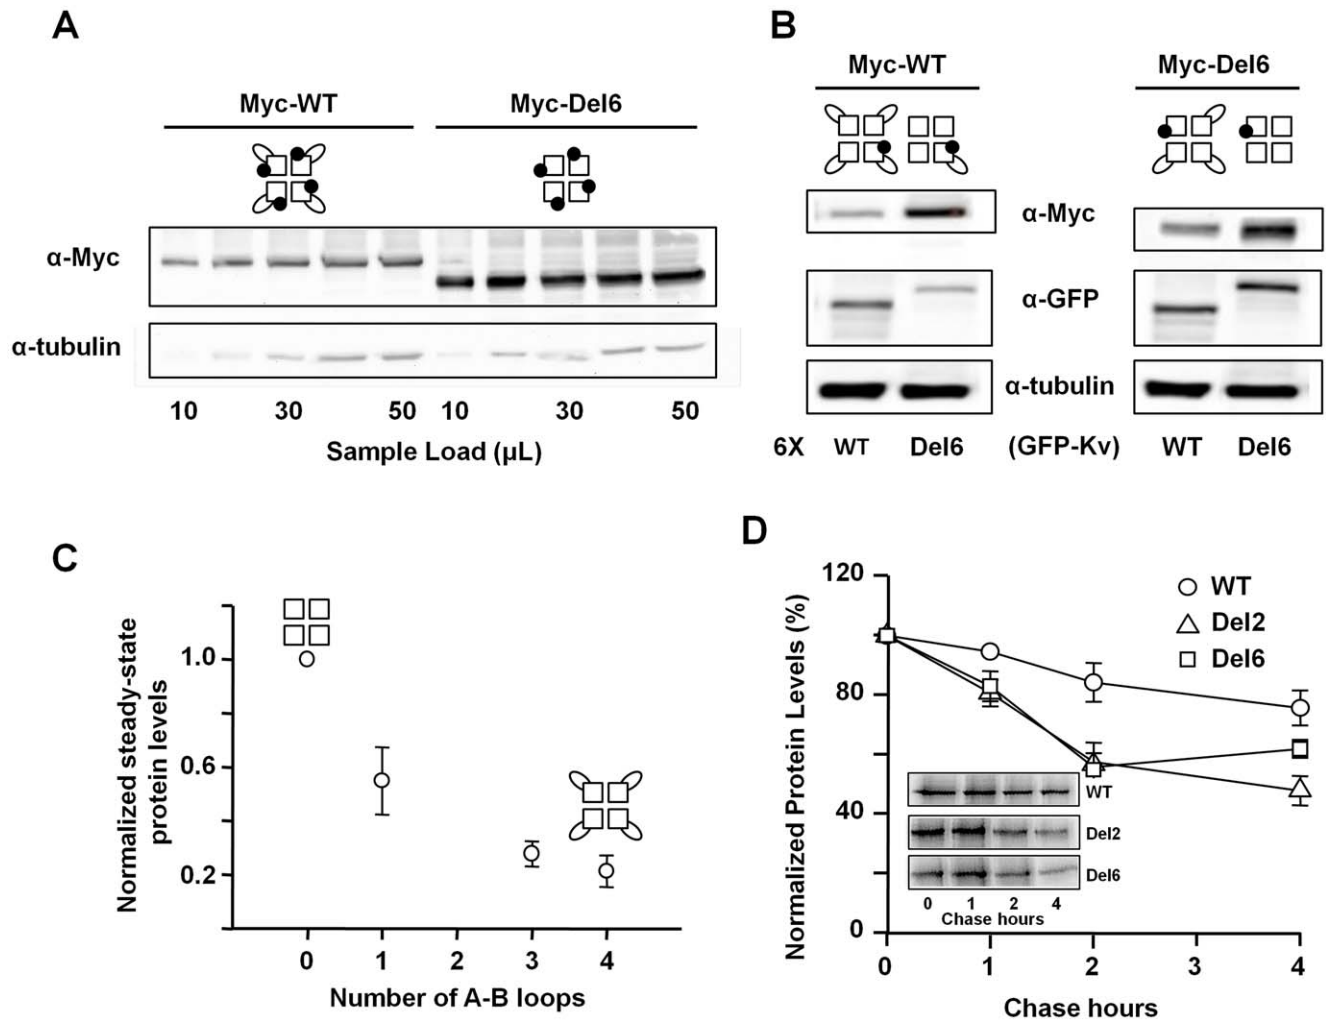 A
Myc-WT Myc-Del6
α-Myc
α-tubulin
10 30 50 10 30 50
Sample Load (µL)
B
Myc-WT Myc-Del6
α-Myc
α-GFP
α-tubulin
6X WT Del6 (GFP-Kv) WT Del6
C
Normalized steady-state
protein levels
1.0
0.6
0.2
0 1 2 3 4
Number of A-B loops
D
Normalized Protein Levels (%)
120
80
40
0
WT
Del2
Del6
WT
Del2
Del6
0 1 2 4
Chase hours
0 1 2 3 4
Chase hours